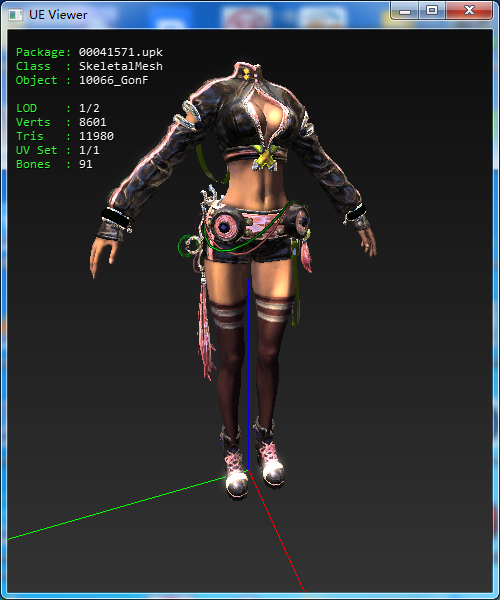 UE Viewer
Package: 00041571.upk
Class : SkeletalMesh
Object : 10066_GonF
LOD : 1/2
Verts : 8601
Tris : 11980
UV Set : 1/1
Bones : 91